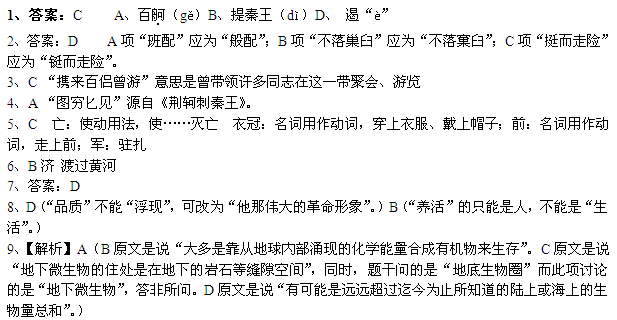 1、答案：C　　A、百舸（gě）B、提秦王（dǐ）D、 遏“è”
2、答案：D　　A 项“班配”应为“般配”；B 项“不落巢臼”应为“不落窠臼”；C 项“挺而走险”
应为“铤而走险”。
3、C “携来百侣曾游”意思是曾带领许多同志在这一带聚会、游览
4、A “图穷匕见”源自《荆轲刺秦王》。
5、C　亡：使动用法，使……灭亡　衣冠：名词用作动词，穿上衣服、戴上帽子；前：名词用作动
词，走上前；军：驻扎
6、B 济 渡过黄河
7、答案：D
8、D（“品质”不能“浮现”，可改为“他那伟大的革命形象”。）B（“养活”的只能是人，不能是“生
活”。）
9、【解析】A（B 原文是说“大多是靠从地球内部涌现的化学能量合成有机物来生存”。C 原文是说
“地下微生物的住处是在地下的岩石等缝隙空间”，同时，题干问的是“地底生物圈”而此项讨论
的是“地下微生物”，答非所问。D 原文是说“有可能是远远超过迄今为止所知道的陆上或海上的生
物量总和”。）